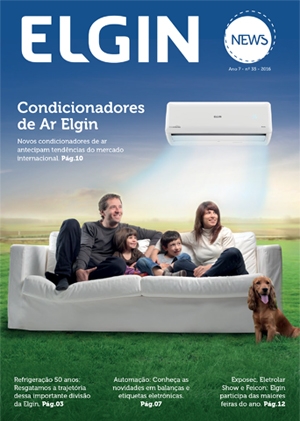 ELGIN
NEWS
Ano 7 - nº 33 - 2016
Condicionadores
de Ar Elgin
Novos condicionadores de ar
antecipam tendências do mercado
internacional. Pág.10
Refrigeração 50 anos:
Resgatamos a trajetória
dessa importante divisão
da Elgin. Pág.03
Automação: Conheça as
novidades em balanças e
etiquetas eletrônicas.
Pág.07
Exposec, Eletrolar
Show e Feicon: Elgin
participa das maiores
feiras do ano. Pág.12